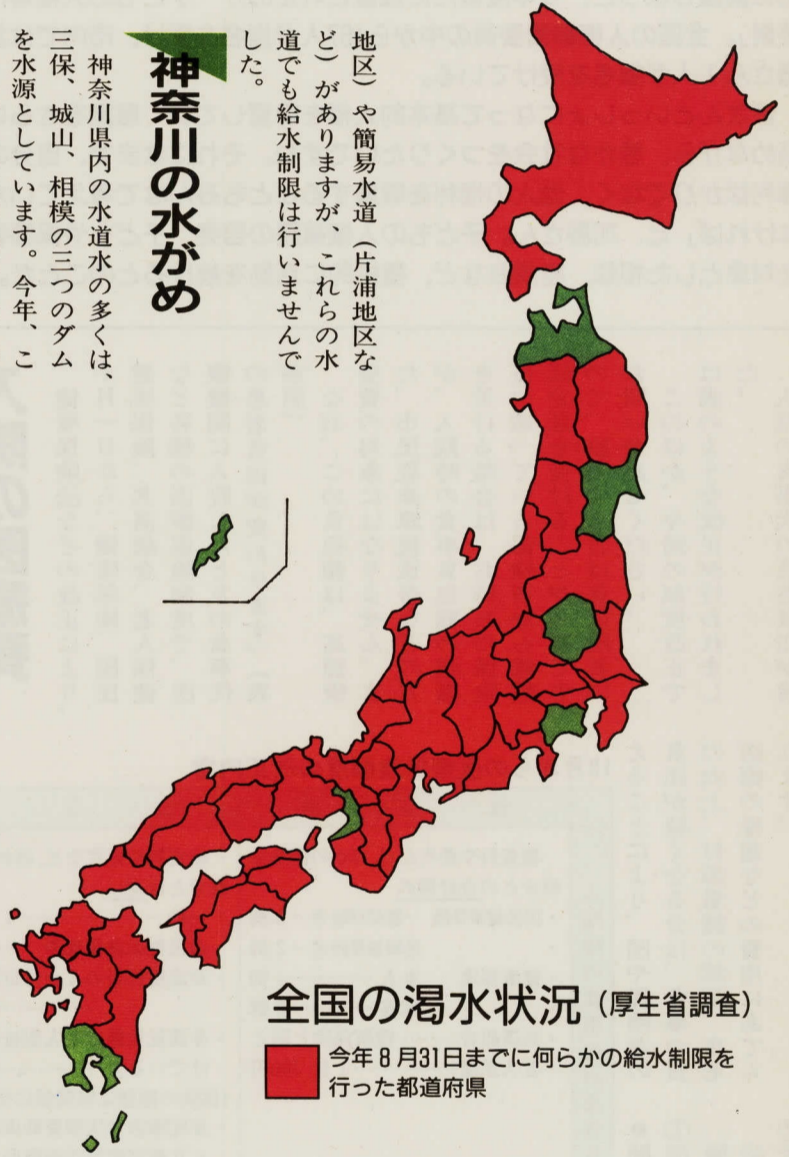 地区）や簡易水道（片浦地区な
ど）がありますが、これらの水
道でも給水制限は行いませんで
した。
神奈川の水がめ
神奈川県内の水道水の多くは、
三保、城山、相模の三つのダム
を水源としています。今年、こ
全国の渇水状況（厚生省調査）
今年8月31日までに何らかの給水制限を
行った都道府県